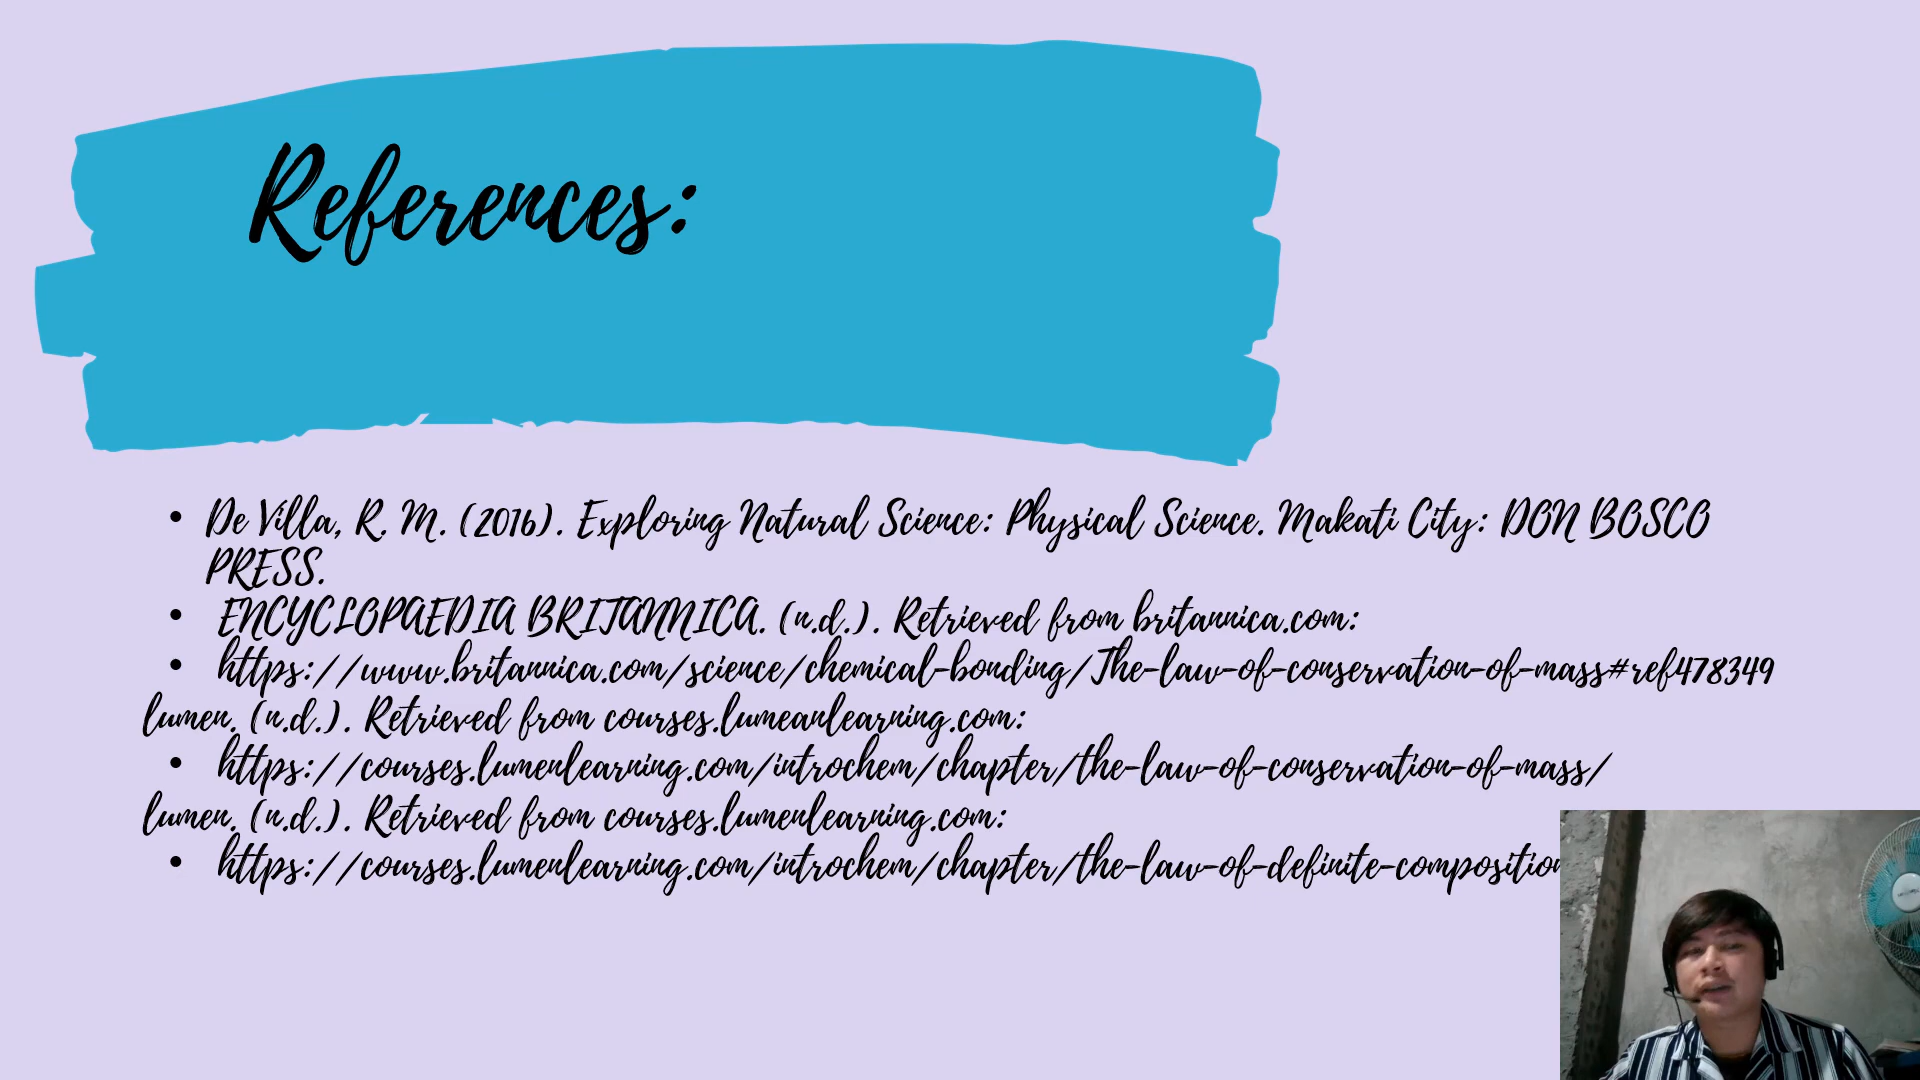 References:
• De Villa, R. M. (2016). Exploring Natural Science: Physical Science. Makati City: DON BOSCO
PRESS.
• ENCYCLOPAEDIA BRITANNICA. (n.d.). Retrieved from britannica.com:
• https://www.britannica.com/science/chemical-bonding/The-law-of-conservation-of-mass#ref478349
lumen. (n.d.). Retrieved from courses.lumeanlearning.com:
• https://courses.lumenlearning.com/introchem/chapter/the-law-of-conservation-of-mass/
lumen. (n.d.). Retrieved from courses.lumenlearning.com:
• https://courses.lumenlearning.com/introchem/chapter/the-law-of-definite-composition